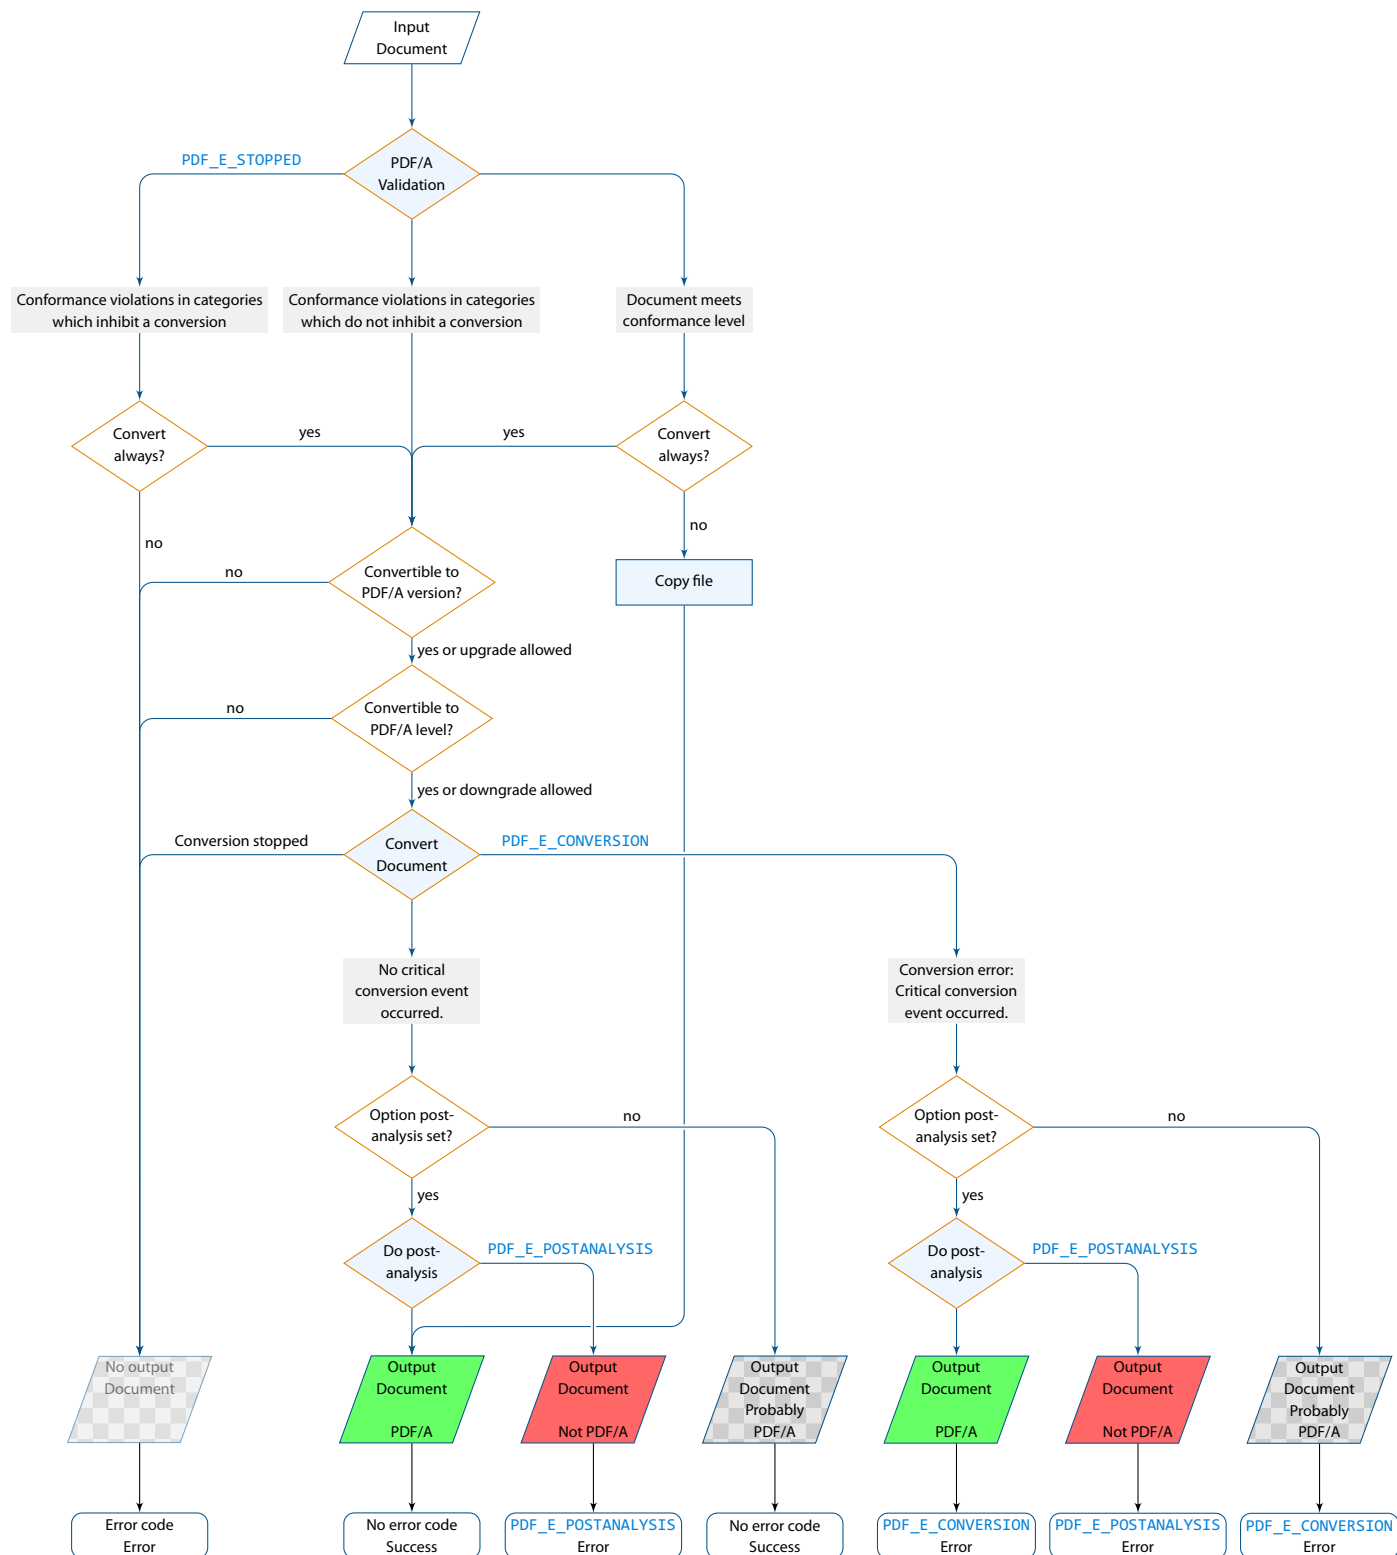 Input
Document
PDF_E_STOPPED
PDF/A
Validation
Conformance violations in categories
which inhibit a conversion
Conformance violations in categories
which do not inhibit a conversion
Document meets
conformance level
Convert
always?
yes
yes
Convert
always?
no
no
Convertible to
PDF/A version?
no
Copy file
yes or upgrade allowed
Convertible to
PDF/A level?
no
yes or downgrade allowed
Conversion stopped
Convert
Document
PDF_E_CONVERSION
No critical
conversion event
occurred.
Conversion error:
Critical conversion
event occurred.
Option post-
analysis set?
no
Option post-
analysis set?
no
yes
yes
Do post-
analysis
PDF_E_POSTANALYSIS
Do post-
analysis
PDF_E_POSTANALYSIS
No output
Document
Output
Document
PDF/A
Output
Document
Not PDF/A
Output
Document
Probably
PDF/A
Output
Document
PDF/A
Output
Document
Not PDF/A
Output
Document
Probably
PDF/A
Error code
Error
No error code
Success
PDF_E_POSTANALYSIS
Error
No error code
Success
PDF_E_CONVERSION
Error
PDF_E_POSTANALYSIS
Error
PDF_E_CONVERSION
Error